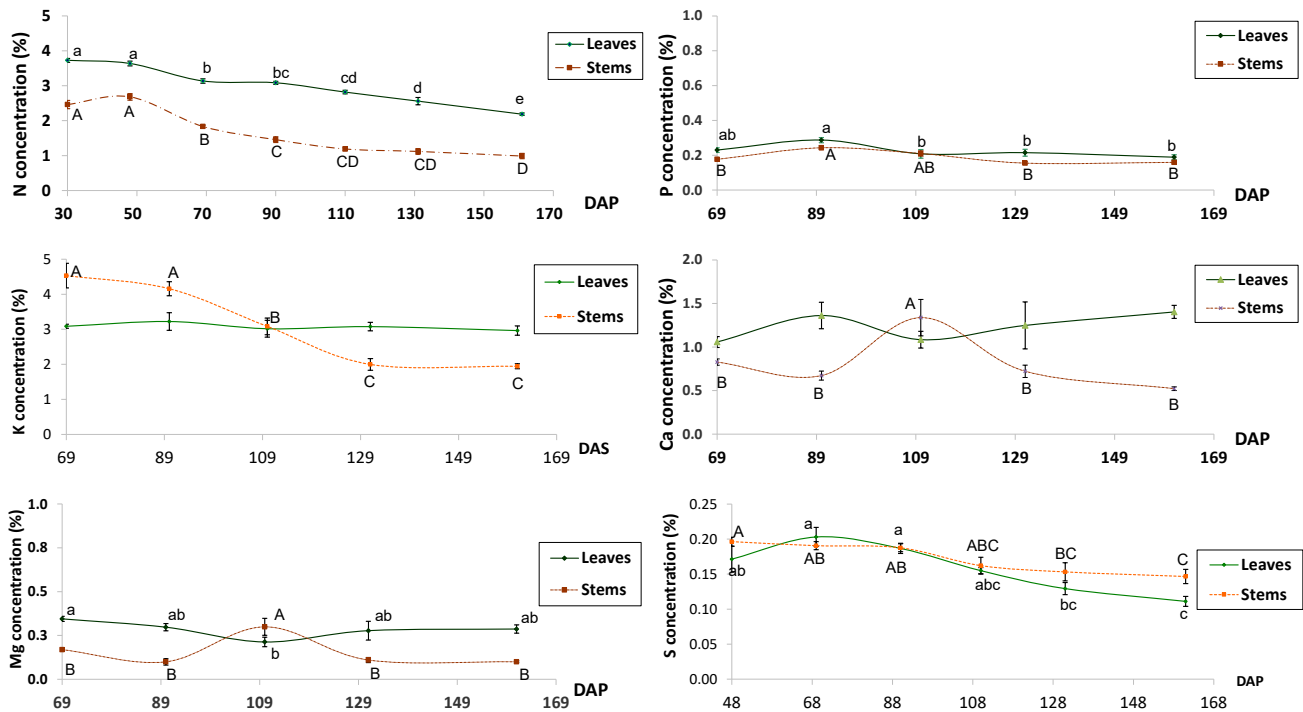 N concentration (%)
5
4
3
2
1
0
a a b bc cd d e
A A B C CD CD D
30 50 70 90 110 130 150 170
DAP
Leaves
Stems
P concentration (%)
1.0
0.8
0.6
0.4
0.2
0.0
ab a b b b
B A AB B B
69 89 109 129 149 169
DAP
Leaves
Stems
K concentration (%)
5
4
3
2
1
0
A A B C C
69 89 109 129 149 169
DAS
Leaves
Stems
Ca concentration (%)
2.0
1.5
1.0
0.5
0.0
B B A B B
69 89 109 129 149 169
DAP
Leaves
Stems
Mg concentration (%)
1.0
0.8
0.5
0.3
0.0
a ab b ab ab
B B A B B
69 89 109 129 149 169
DAP
Leaves
Stems
S concentration (%)
0.25
0.20
0.15
0.10
0.05
0.00
A a a ABC BC C
ab AB AB abc bc c
48 68 88 108 128 148 168
DAP
Leaves
Stems